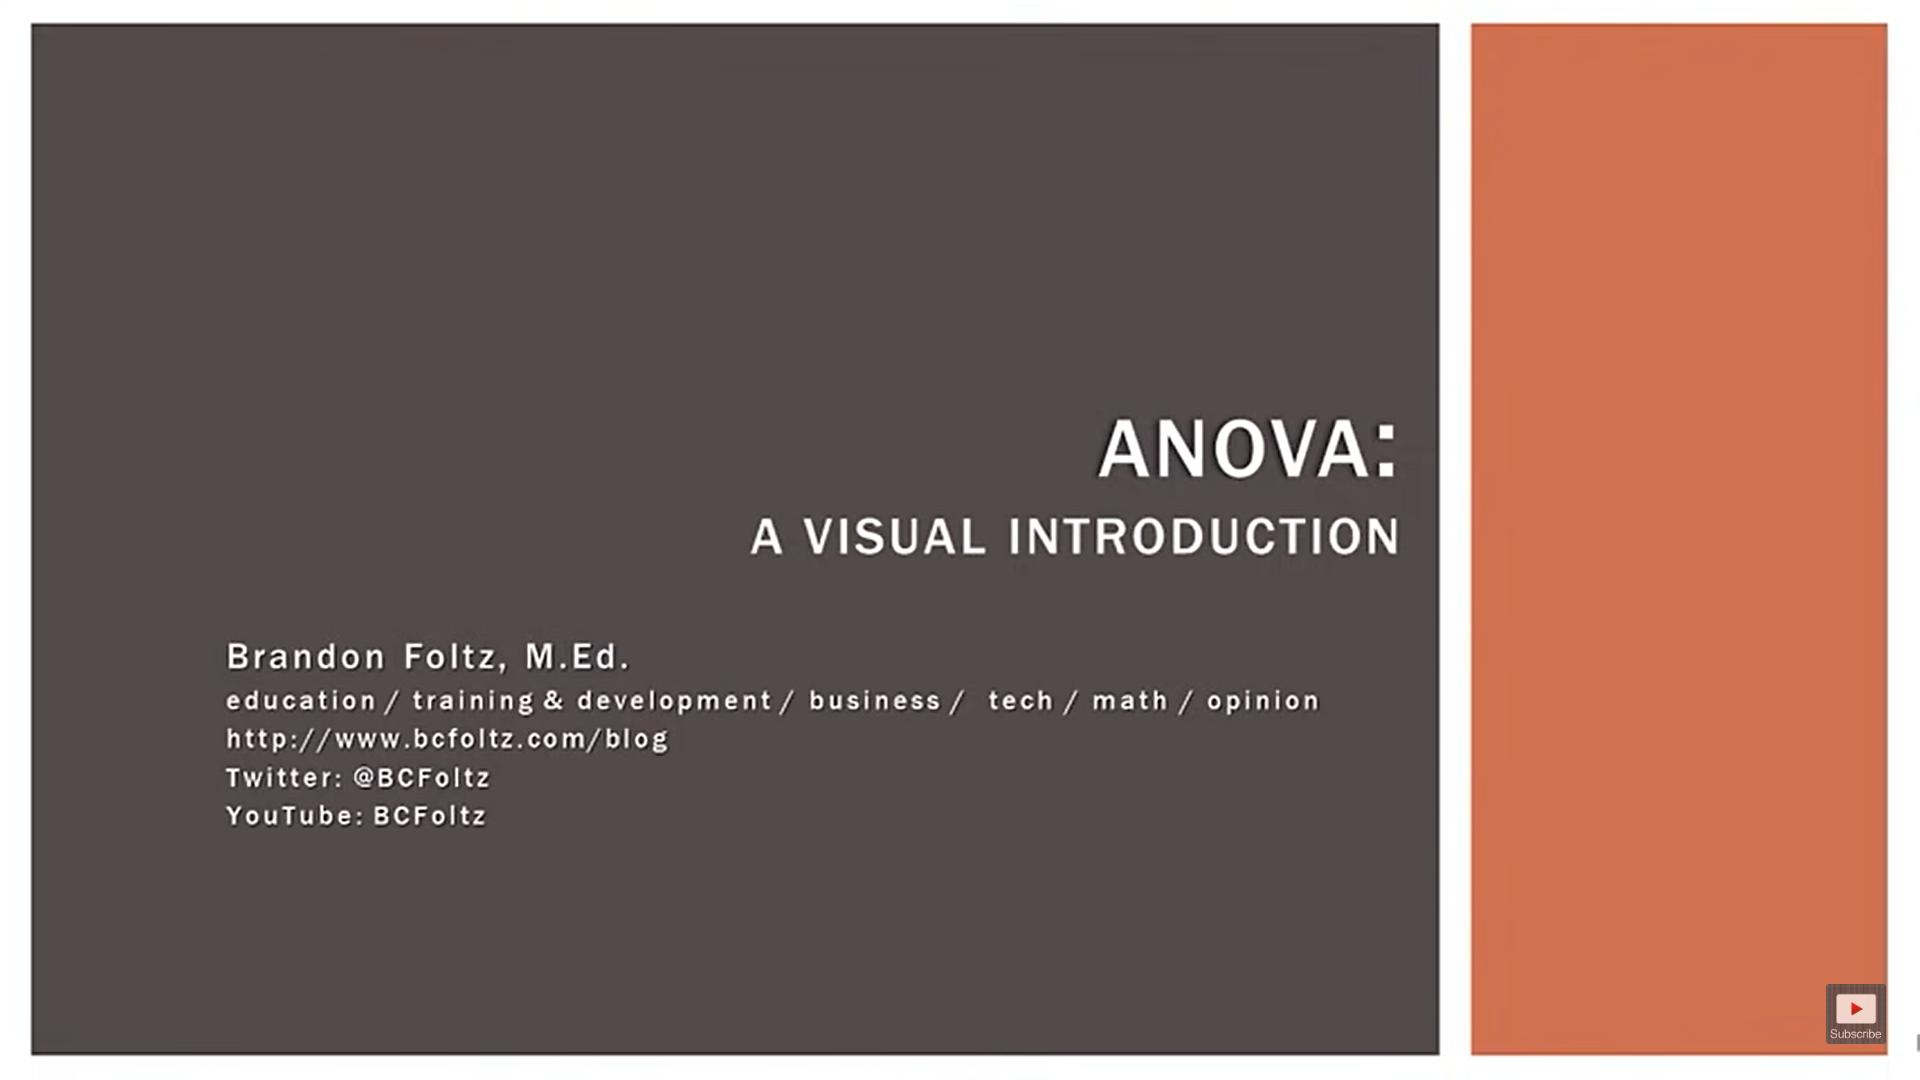 ANOVA:
A VISUAL INTRODUCTION
Brandon Foltz, M.Ed.
education / training & development / business / tech / math / opinion
http://www.bcfoltz.com/blog
Twitter: @BCFoltz
YouTube: BCFoltz
Subscribe